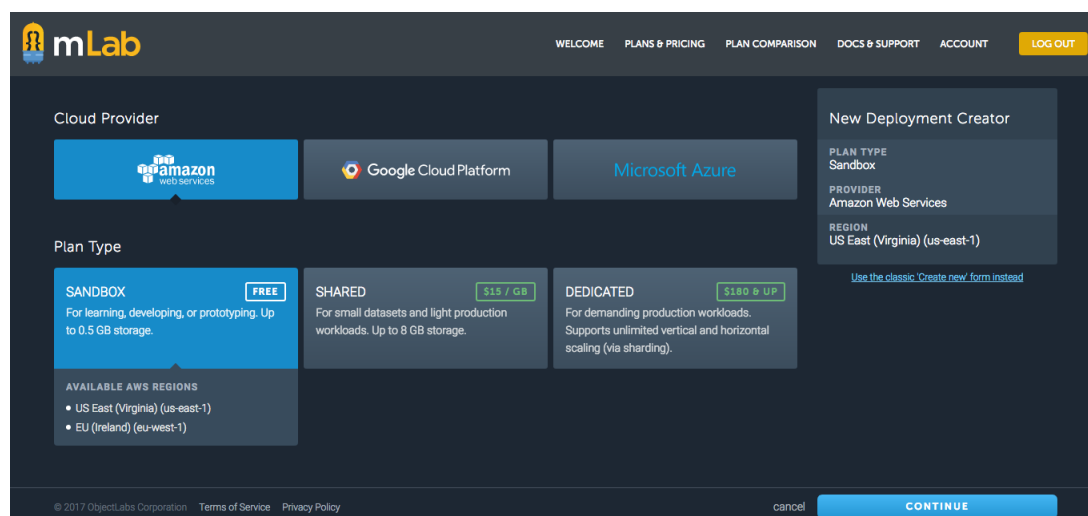 mLab
WELCOME PLANS & PRICING PLAN COMPARISON DOCS & SUPPORT ACCOUNT LOG OUT
Cloud Provider
amazon
web services
Google Cloud Platform
Microsoft Azure
Plan Type
SANDBOX FREE
For learning, developing, or prototyping. Up
to 0.5 GB storage.
AVAILABLE AWS REGIONS
• US East (Virginia) (us-east-1)
• EU (Ireland) (eu-west-1)
SHARED $15 / GB
For small datasets and light production
workloads. Up to 8 GB storage.
DEDICATED $180 & UP
For demanding production workloads.
Supports unlimited vertical and horizontal
scaling (via sharding).
New Deployment Creator
PLAN TYPE
Sandbox
PROVIDER
Amazon Web Services
REGION
US East (Virginia) (us-east-1)
Use the classic 'Create new' form instead
© 2017 ObjectLabs Corporation Terms of Service Privacy Policy
cancel CONTINUE